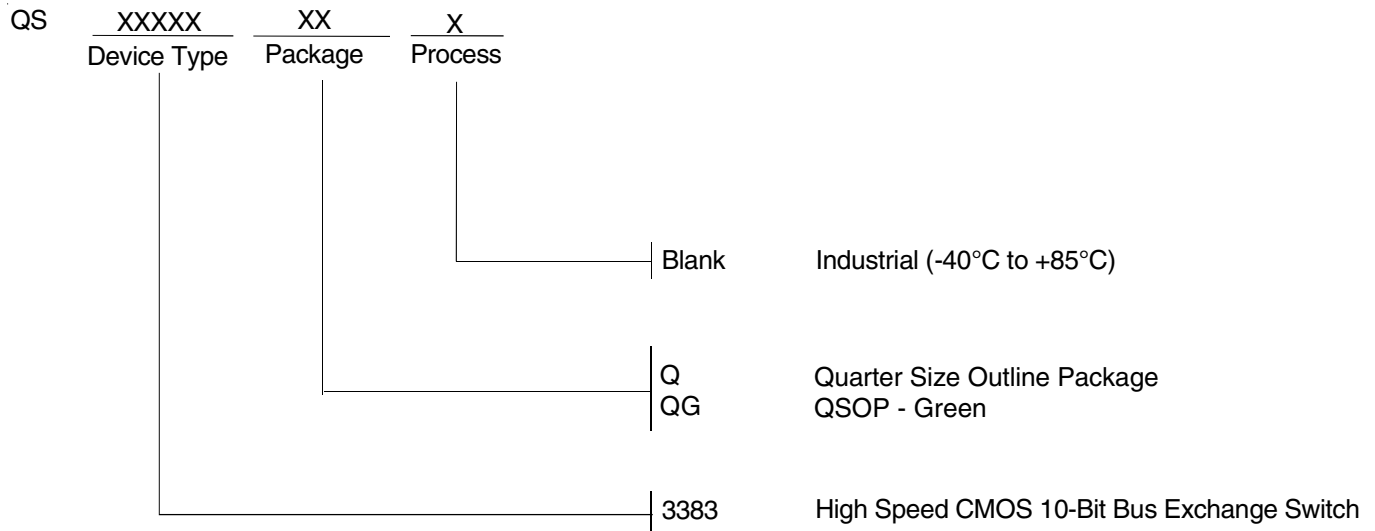 QS XXXXX XX X
Device Type Package Process
Blank Industrial (-40°C to +85°C)
Q Quarter Size Outline Package
QG QSOP - Green
3383 High Speed CMOS 10-Bit Bus Exchange Switch